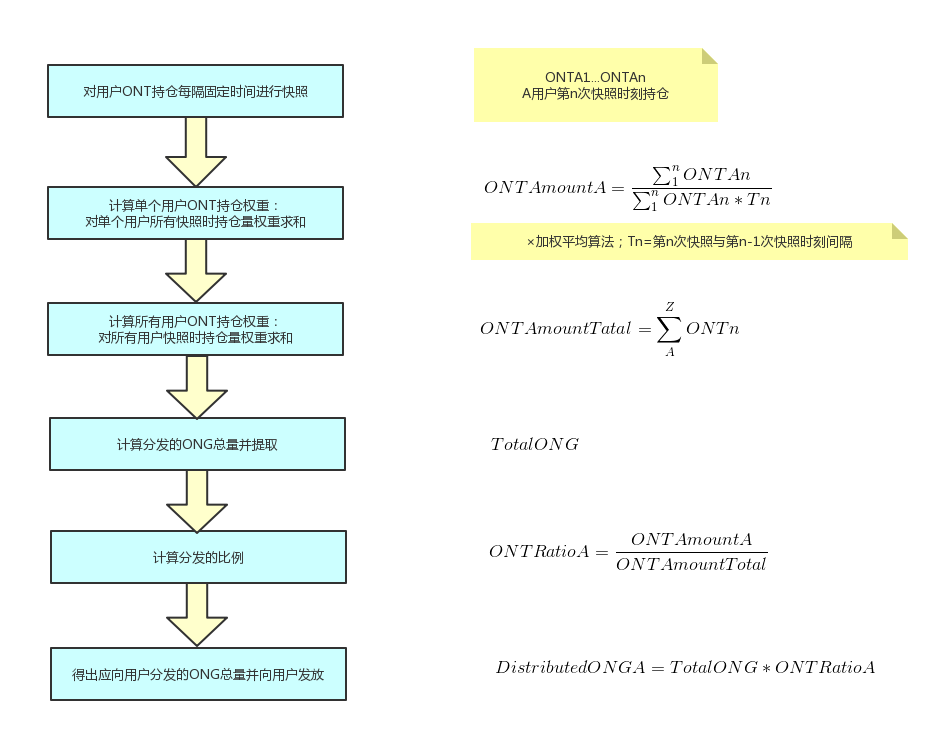 对用户ONT持仓每隔固定时间进行快照
ONTA1...ONTAn
A用户第n次快照时刻持仓
计算单个用户ONT持仓权重：
对单个用户所有快照时持仓量权重求和
ONTAmountA = \frac{\sum_1^n ONTAn}{\sum_1^n ONTAn * Tn}
×加权平均算法；Tn=第n次快照与第n-1次快照时刻间隔
计算所有用户ONT持仓权重：
对所有用户快照时持仓量权重求和
ONTAmountTatal = \sum_A^Z ONTn
计算分发的ONG总量并提取
TotalONG
计算分发的比例
ONTRatioA = \frac{ONTAmountA}{ONTAmountTotal}
得出应向用户分发的ONG总量并向用户发放
DistributedONGA = TotalONG * ONTRatioA